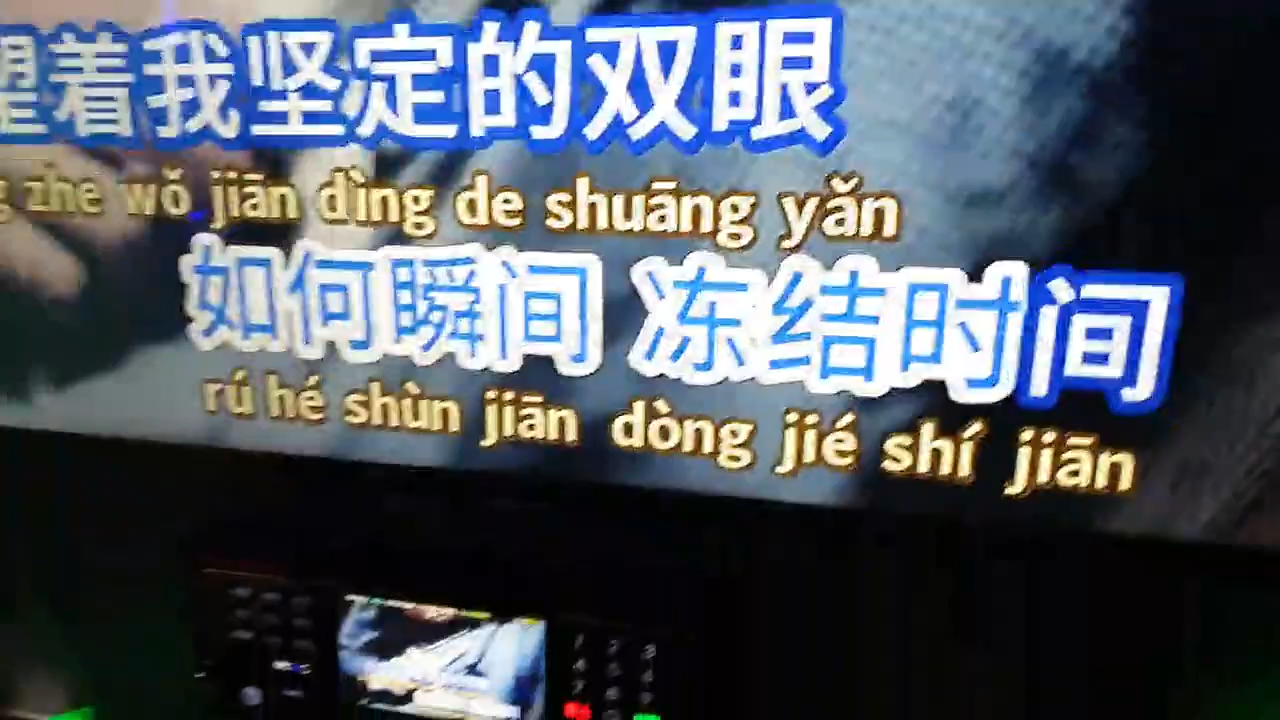 望着我坚定的双眼
zhe wǒ jiān dìng de shuāng yǎn
如何瞬间 冻结时间
rú hé shùn jiān dòng jié shí jiān